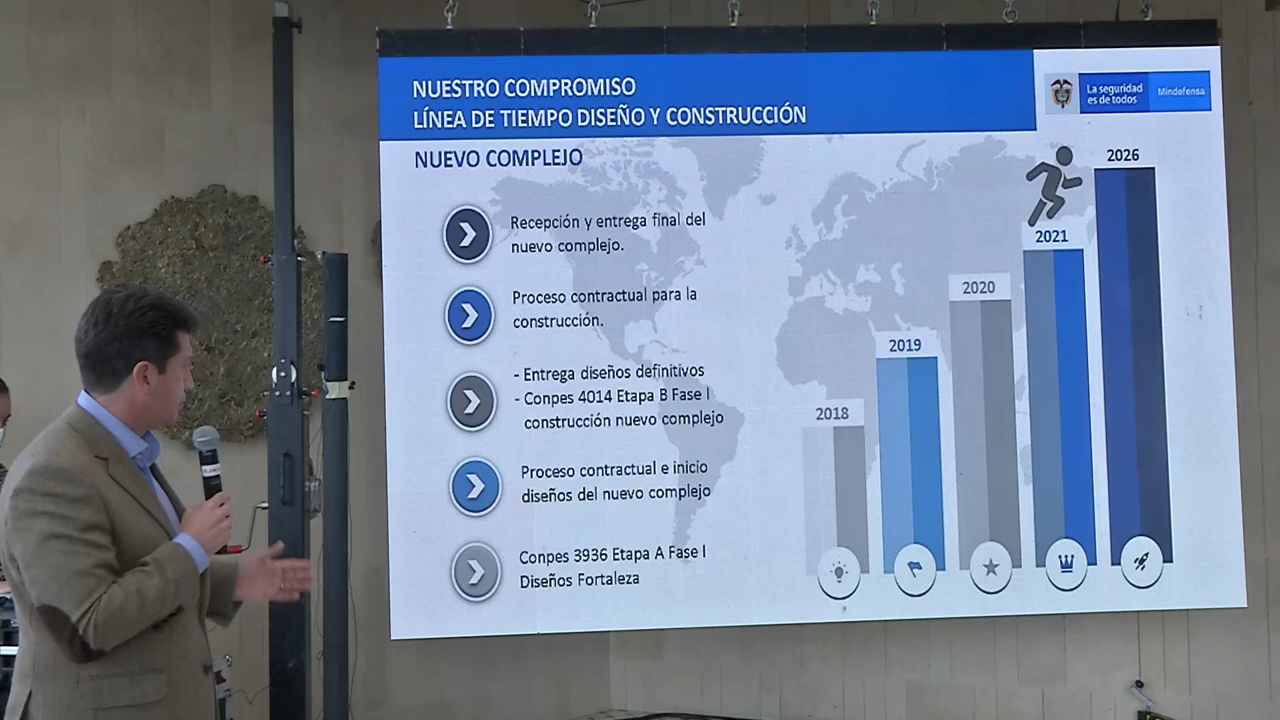 NUESTRO COMPROMISO
LÍNEA DE TIEMPO DISEÑO Y CONSTRUCCIÓN
La seguridad
es de todos
Mindefensa
NUEVO COMPLEJO
Recepción y entrega final del
nuevo complejo.
Proceso contractual para la
construcción.
- Entrega diseños definitivos
- Conpes 4014 Etapa B Fase I
construcción nuevo complejo
Proceso contractual e inicio
diseños del nuevo complejo
Conpes 3936 Etapa A Fase I
Diseños Fortaleza
2018
2019
2020
2021
2026